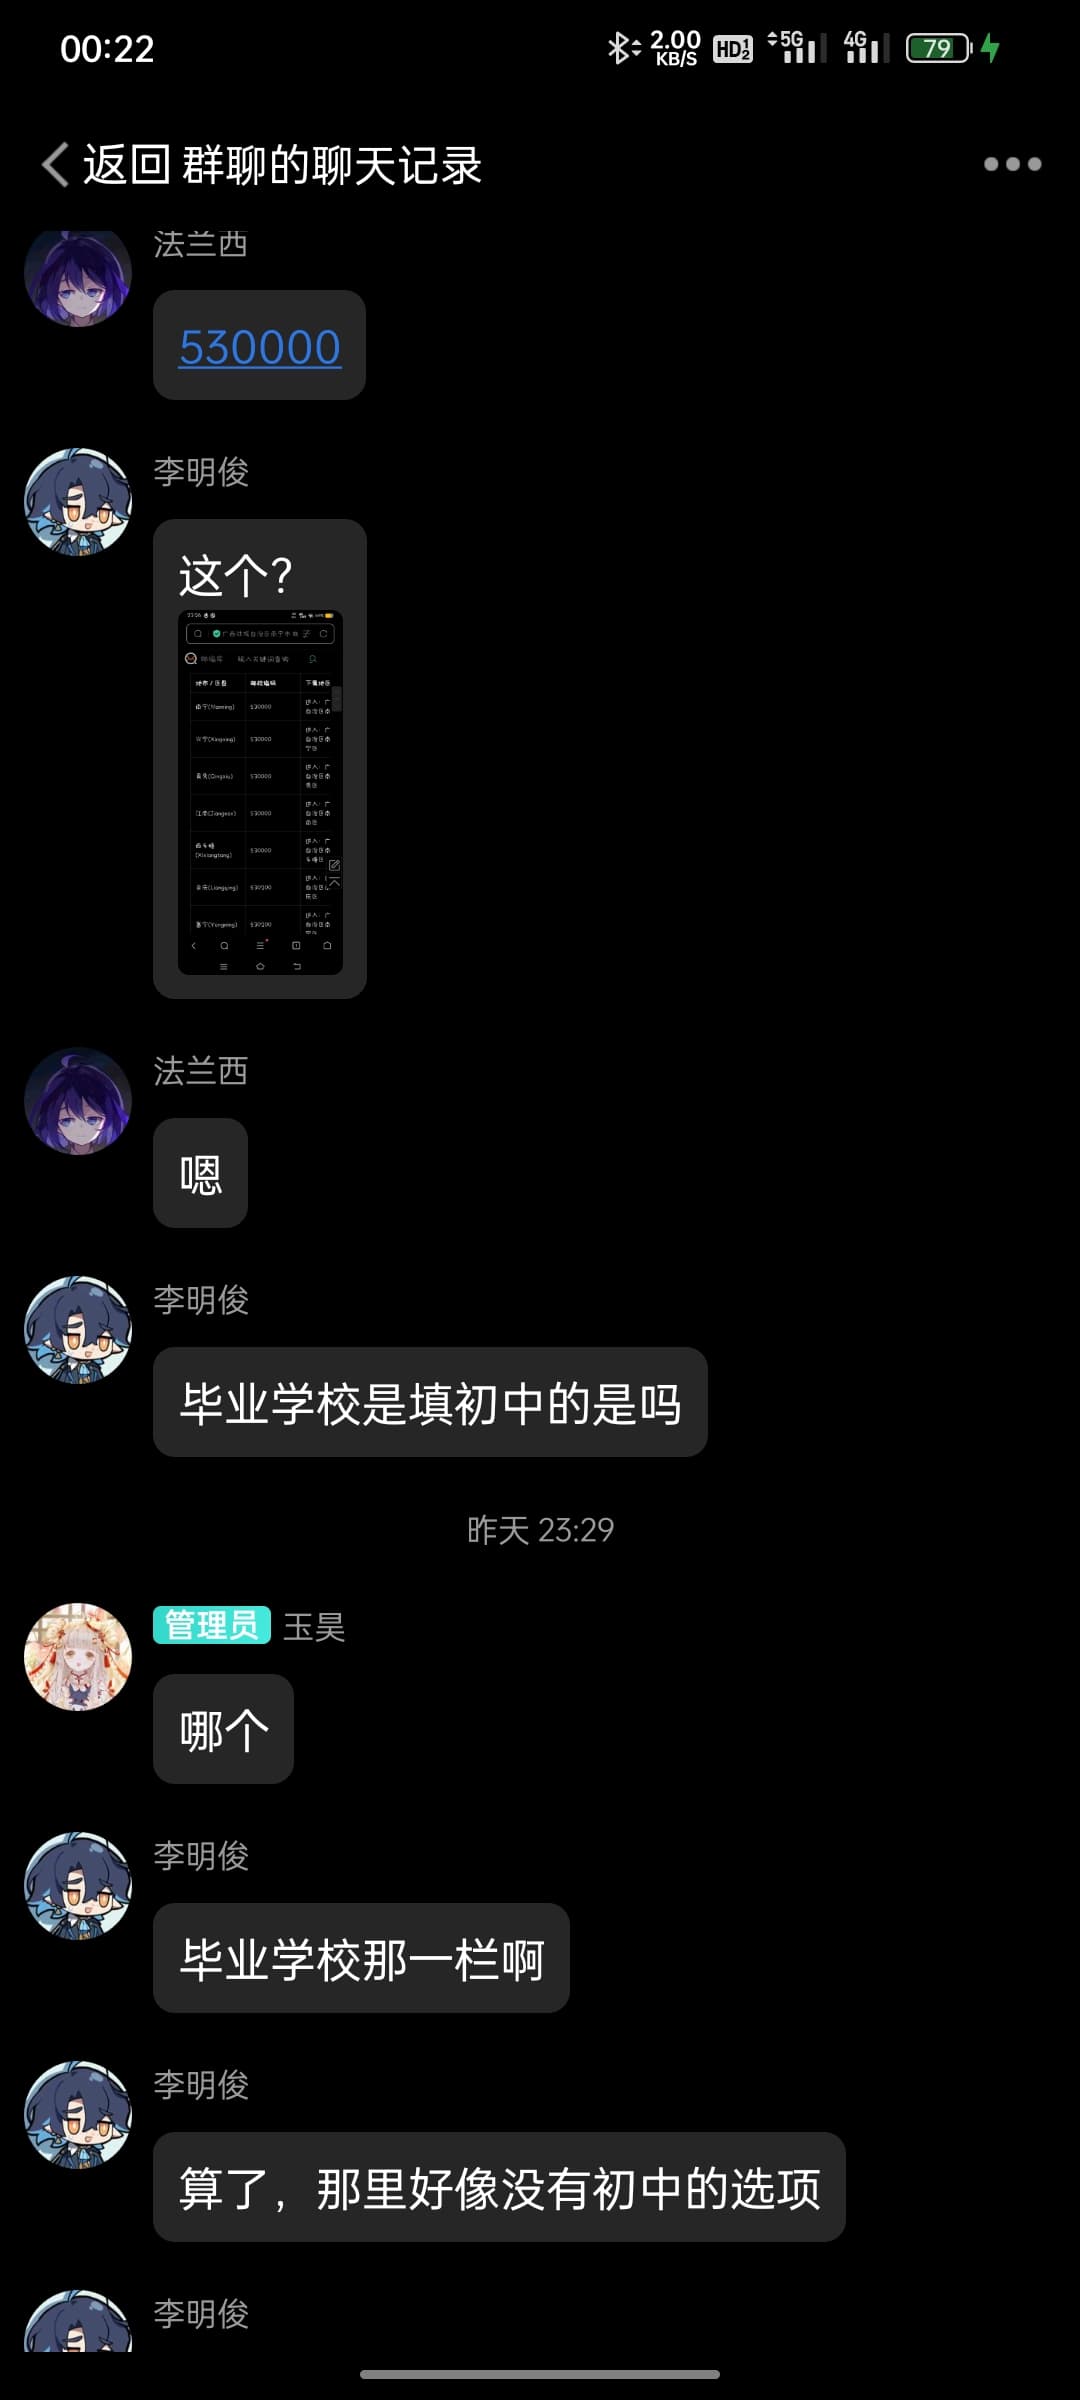 00:22
2.00
KB/S
HD
5G
4G
79
返回 群聊的聊天记录
法兰西
530000
李明俊
这个?
法兰西
嗯
李明俊
毕业学校是填初中的是吗
昨天 23:29
管理员 玉昊
哪个
李明俊
毕业学校那一栏啊
李明俊
算了，那里好像没有初中的选项
李明俊